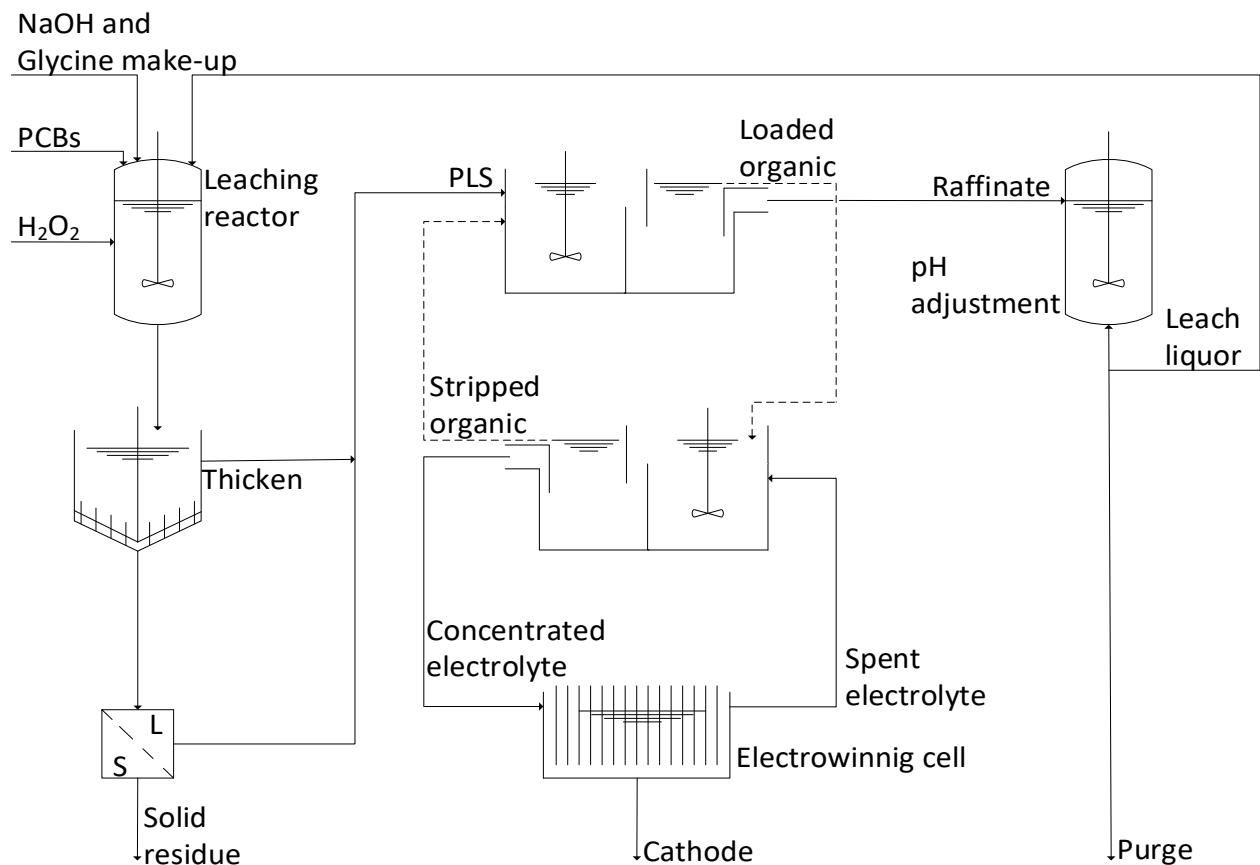 NaOH and
Glycine make-up
PCBs
H₂O₂
Leaching
reactor
Thicken
L
S
Solid
residue
PLS
Loaded
organic
Stripped
organic
Concentrated
electrolyte
Spent
electrolyte
Electrowinnig cell
Cathode
Raffinate
pH
adjustment
Leach
liquor
Purge